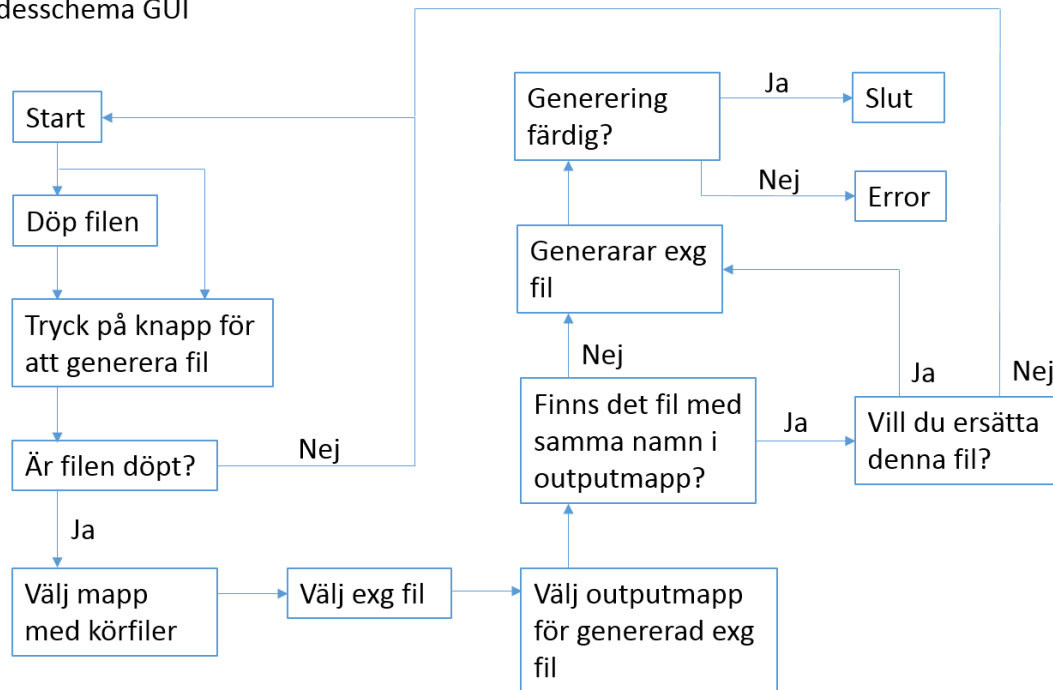 desschema GUI
Start
Döp filen
Tryck på knapp för
att generera fil
Är filen döpt?
Nej
Ja
Välj mapp
med körfiler
Välj exg fil
Välj outputmapp
för genererad exg
fil
Finns det fil med
samma namn i
outputmapp?
Nej
Ja
Vill du ersätta
denna fil?
Ja
Nej
Generarar exg
fil
Generering
färdig?
Ja
Slut
Nej
Error